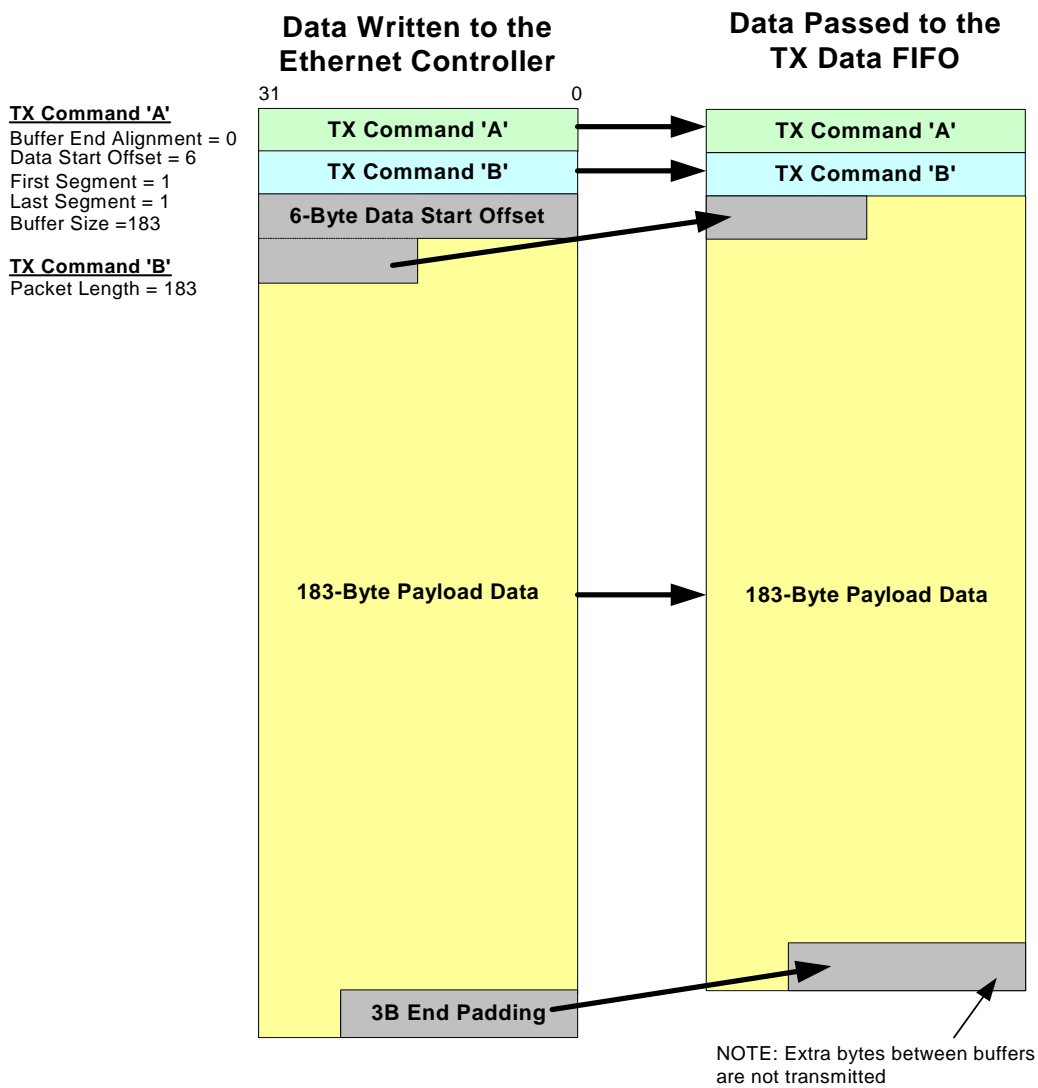 Data Written to the
Ethernet Controller
Data Passed to the
TX Data FIFO
31
0
TX Command 'A'
Buffer End Alignment = 0
Data Start Offset = 6
First Segment = 1
Last Segment = 1
Buffer Size =183
TX Command 'B'
Packet Length = 183
TX Command 'A'
TX Command 'B'
6-Byte Data Start Offset
183-Byte Payload Data
3B End Padding
TX Command 'A'
TX Command 'B'
183-Byte Payload Data
NOTE: Extra bytes between buffers
are not transmitted